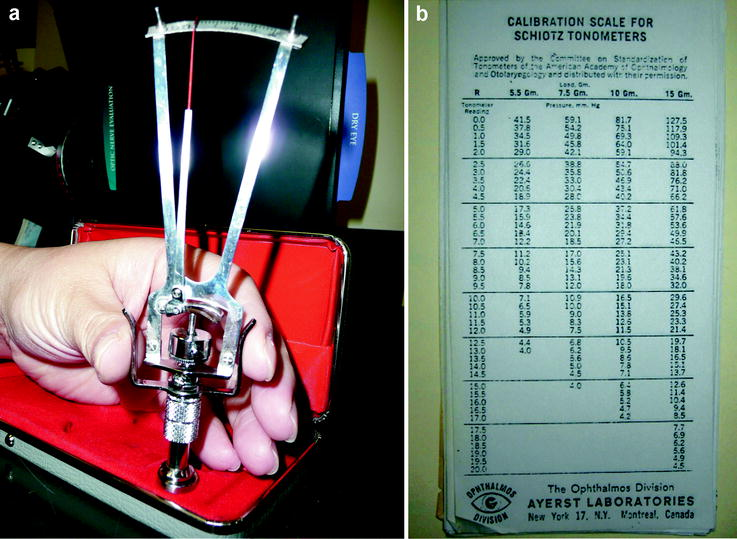 a
OPTIC NERVE EVALUATION
DRY EYE
b
CALIBRATION SCALE FOR
SCHIOTZ TONOMETERS
Approved by the Committee on Standardization of
Tonometers of the American Academy of Ophthalmology
and Otolaryngology and distributed with their permission.
Load, Gm.
R 5.5 Gm. 7.5 Gm. 10 Gm. 15 Gm.
Tonometer
Reading
Pressure, mm. Hg
0.0 41.5 59.1 81.7 127.5
0.5 37.8 54.2 75.1 117.9
1.0 34.5 49.8 69.3 109.3
1.5 31.6 45.8 64.0 101.4
2.0 29.0 42.1 59.1 94.3
2.5 26.6 38.8 54.7 88.0
3.0 24.4 35.8 50.6 81.8
3.5 22.4 33.0 46.9 76.2
4.0 20.6 30.4 43.4 71.0
4.5 18.9 28.0 40.2 66.2
5.0 17.3 25.8 37.2 61.8
5.5 15.9 23.8 34.4 57.6
6.0 14.6 21.9 31.8 53.6
6.5 13.4 20.1 29.4 49.9
7.0 12.2 18.5 27.2 46.5
7.5 11.2 17.0 25.1 43.2
8.0 10.2 15.6 23.1 40.2
8.5 9.4 14.3 21.3 38.1
9.0 8.5 13.1 19.6 34.6
9.5 7.8 12.0 18.0 32.0
10.0 7.1 10.9 16.5 29.6
10.5 6.5 10.0 15.1 27.4
11.0 5.9 9.0 13.8 25.3
11.5 5.3 8.3 12.6 23.3
12.0 4.9 7.5 11.5 21.4
12.5 4.4 6.8 10.5 19.7
13.0 4.0 6.2 9.5 18.1
13.5 5.6 8.6 16.5
14.0 5.0 7.8 15.1
14.5 4.5 7.1 13.7
15.0 4.0 6.4 12.6
15.5 5.8 11.4
16.0 5.2 10.4
16.5 4.7 9.4
17.0 4.2 8.5
17.5 7.7
18.0 6.9
18.5 6.2
19.0 5.6
19.5 4.9
20.0 4.5
OPHTHALMOS
DIVISION
The Ophthalmos Division
AYERST LABORATORIES
New York 17, N.Y. Montreal, Canada